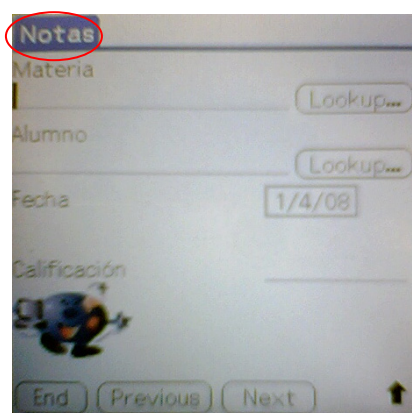 Notas
Materia
Lookup...
Alumno
Lookup...
Fecha 1/4/08
Calificación
End Previous Next